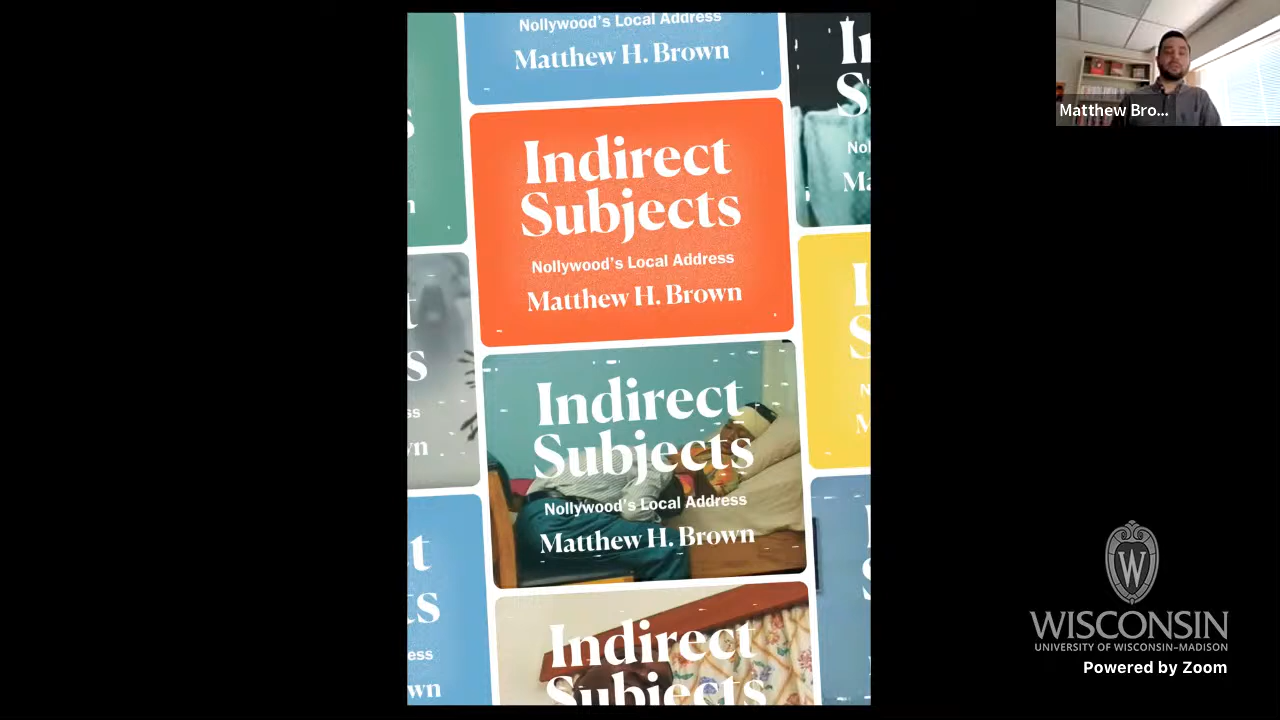 Nollywood's Local Address
Matthew H. Brown
Indirect
Subjects
Nollywood's Local Address
Matthew H. Brown
Indirect
Subjects
Nollywood's Local Address
Matthew H. Brown
Indirect
Subjects
Matthew Bro...
W
WISCONSIN
UNIVERSITY OF WISCONSIN–MADISON
Powered by Zoom